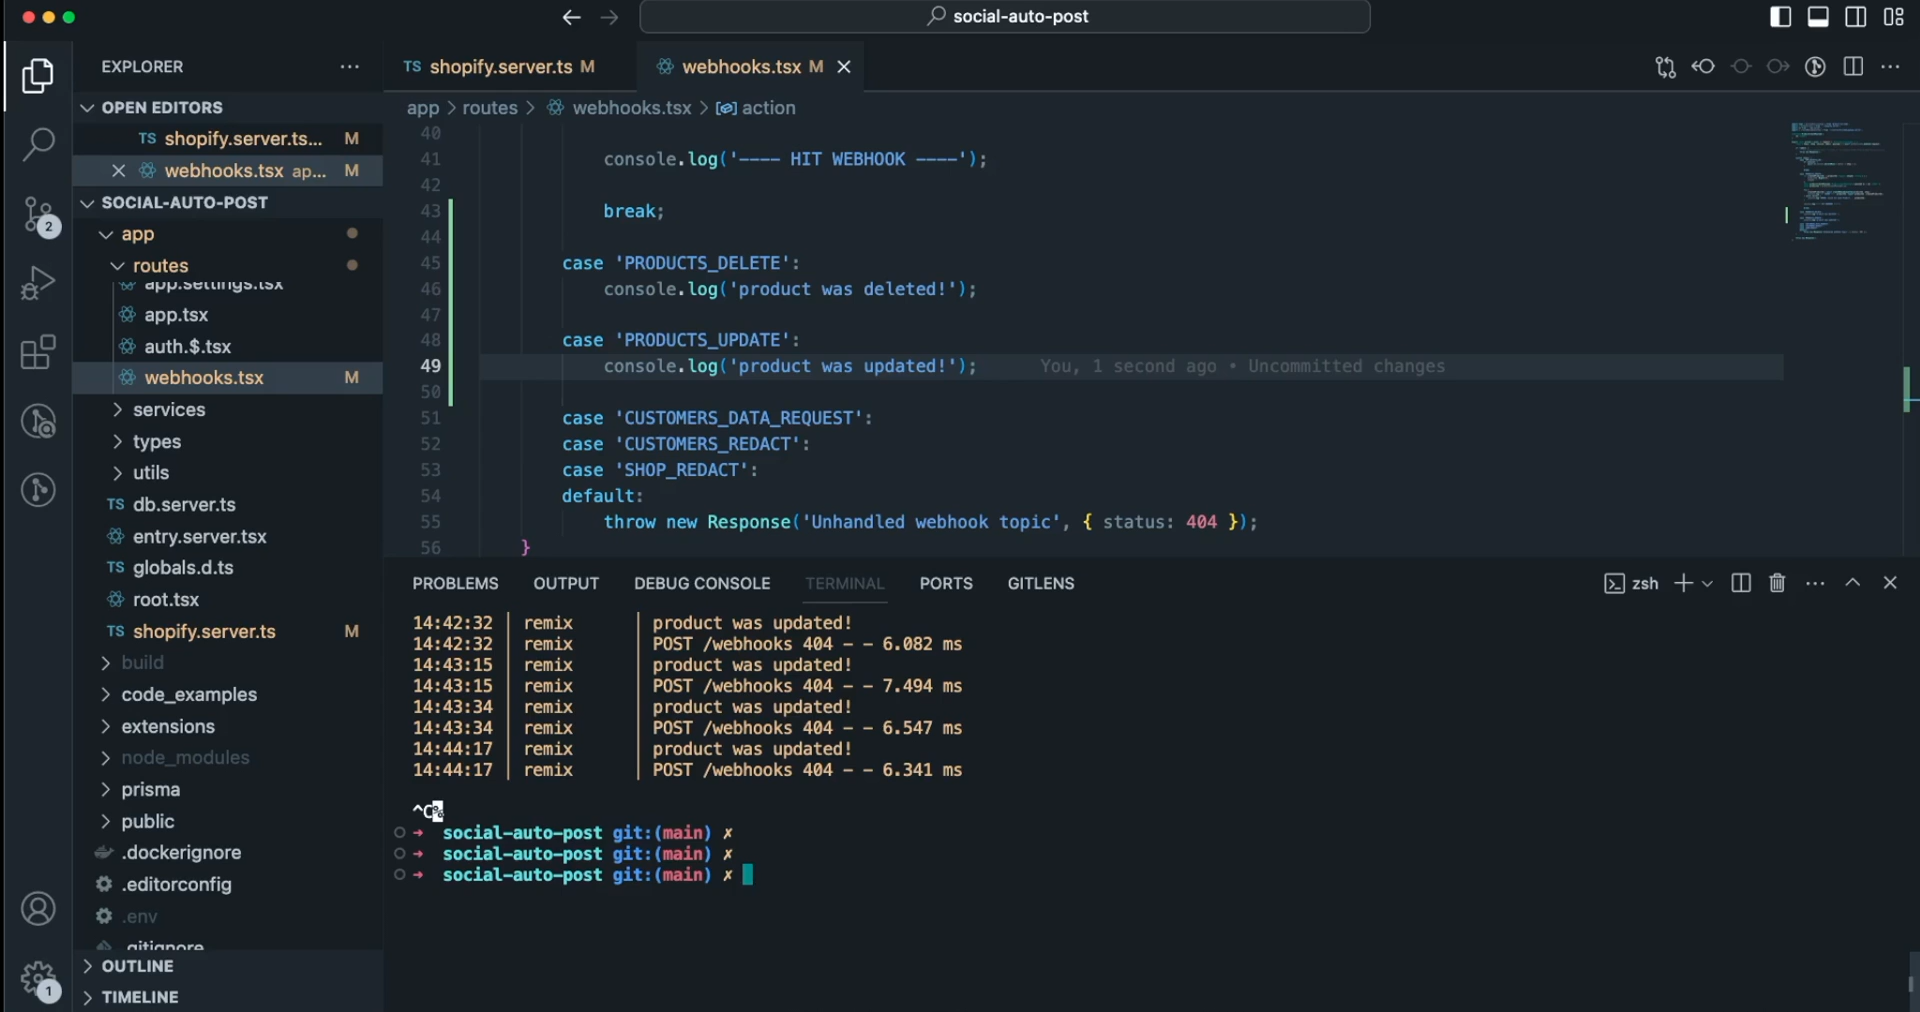 social-auto-post
EXPLORER
OPEN EDITORS
TS shopify.server.ts... M
webhooks.tsx ap... M
SOCIAL-AUTO-POST
app
routes
app.settings.tsx
app.tsx
auth.$.tsx
webhooks.tsx M
services
types
utils
TS db.server.ts
entry.server.tsx
TS globals.d.ts
root.tsx
TS shopify.server.ts M
build
code_examples
extensions
node_modules
prisma
public
.dockerignore
.editorconfig
.env
.gitignore
OUTLINE
TIMELINE
2
1
TS shopify.server.ts M
webhooks.tsx M
app > routes > webhooks.tsx > action
40
41 console.log('---- HIT WEBHOOK ----');
42
43 break;
44
45 case 'PRODUCTS_DELETE':
46 console.log('product was deleted!');
47
48 case 'PRODUCTS_UPDATE':
49 console.log('product was updated!'); You, 1 second ago • Uncommitted changes
50
51 case 'CUSTOMERS_DATA_REQUEST':
52 case 'CUSTOMERS_REDACT':
53 case 'SHOP_REDACT':
54 default:
55 throw new Response('Unhandled webhook topic', { status: 404 });
56 }
PROBLEMS OUTPUT DEBUG CONSOLE TERMINAL PORTS GITLENS
zsh
14:42:32 | remix | product was updated!
14:42:32 | remix | POST /webhooks 404 - - 6.082 ms
14:43:15 | remix | product was updated!
14:43:15 | remix | POST /webhooks 404 - - 7.494 ms
14:43:34 | remix | product was updated!
14:43:34 | remix | POST /webhooks 404 - - 6.547 ms
14:44:17 | remix | product was updated!
14:44:17 | remix | POST /webhooks 404 - - 6.341 ms
^C%
→ social-auto-post git:(main) ✗
→ social-auto-post git:(main) ✗
→ social-auto-post git:(main) ✗